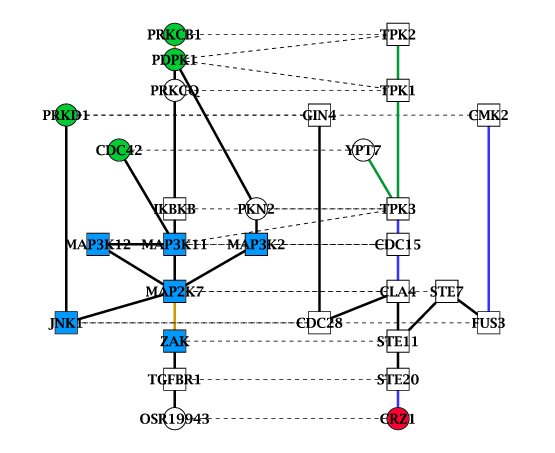 PRKCB1
TPK2
PDPK1
PRKCQ
TPK1
PRKD1
GIN4
CMK2
CDC42
YPT7
IKBKB
PKN2
TPK3
MAP3K12
MAP3K11
MAP3K2
CDC15
MAP2K7
CLA4
STE7
JNK1
CDC28
FUS3
ZAK
STE11
TGFBR1
STE20
OSR19943
CRZ1